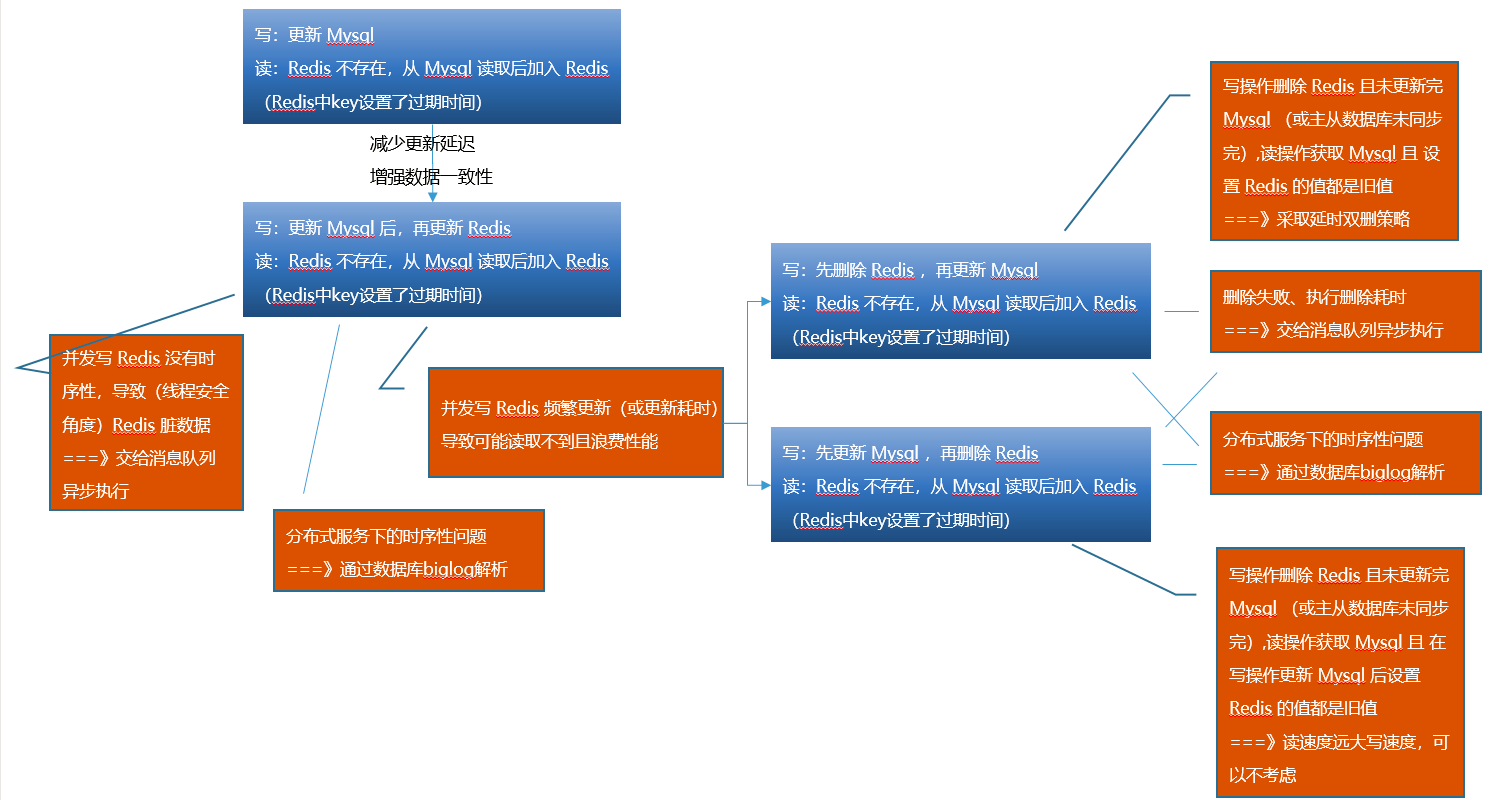 写：更新 Mysql
读：Redis 不存在，从 Mysql 读取后加入 Redis
（Redis中key设置了过期时间）
减少更新延迟
增强数据一致性
写：更新 Mysql 后，再更新 Redis
读：Redis 不存在，从 Mysql 读取后加入 Redis
（Redis中key设置了过期时间）
并发写 Redis 没有时
序性，导致（线程安全
角度）Redis 脏数据
===》交给消息队列
异步执行
分布式服务下的时序性问题
===》通过数据库biglog解析
并发写 Redis 频繁更新（或更新耗时）
导致可能读取不到且浪费性能
写：先删除 Redis ，再更新 Mysql
读：Redis 不存在，从 Mysql 读取后加入 Redis
（Redis中key设置了过期时间）
写：先更新 Mysql ，再删除 Redis
读：Redis 不存在，从 Mysql 读取后加入 Redis
（Redis中key设置了过期时间）
写操作删除 Redis 且未更新完
Mysql （或主从数据库未同步
完）,读操作获取 Mysql 且 设
置 Redis 的值都是旧值
===》采取延时双删策略
删除失败、执行删除耗时
===》交给消息队列异步执行
分布式服务下的时序性问题
===》通过数据库biglog解析
写操作删除 Redis 且未更新完
Mysql （或主从数据库未同步
完）,读操作获取 Mysql 且 在
写操作更新 Mysql 后设置
Redis 的值都是旧值
===》读速度远大写速度，可
以不考虑